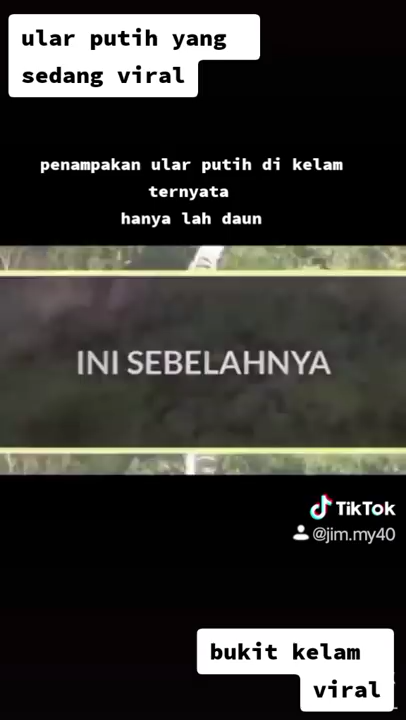 ular putih yang
sedang viral
penampakan ular putih di kelam
ternyata
hanya lah daun
INI SEBELAHNYA
TikTok
@jim.my40
bukit kelam
viral